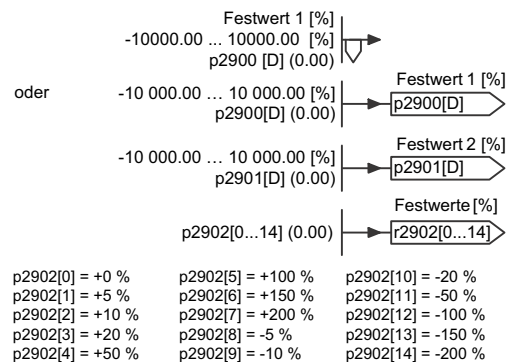 Festwert 1 [%]
-10000.00 ... 10000.00 [%]
p2900 [D] (0.00)
oder
-10 000.00 … 10 000.00 [%]
p2900[D] (0.00)
Festwert 1 [%]
p2900[D]
-10 000.00 … 10 000.00 [%]
p2901[D] (0.00)
Festwert 2 [%]
p2901[D]
p2902[0...14] (0.00)
Festwerte [%]
r2902[0...14]
p2902[0] = +0 %
p2902[1] = +5 %
p2902[2] = +10 %
p2902[3] = +20 %
p2902[4] = +50 %
p2902[5] = +100 %
p2902[6] = +150 %
p2902[7] = +200 %
p2902[8] = -5 %
p2902[9] = -10 %
p2902[10] = -20 %
p2902[11] = -50 %
p2902[12] = -100 %
p2902[13] = -150 %
p2902[14] = -200 %